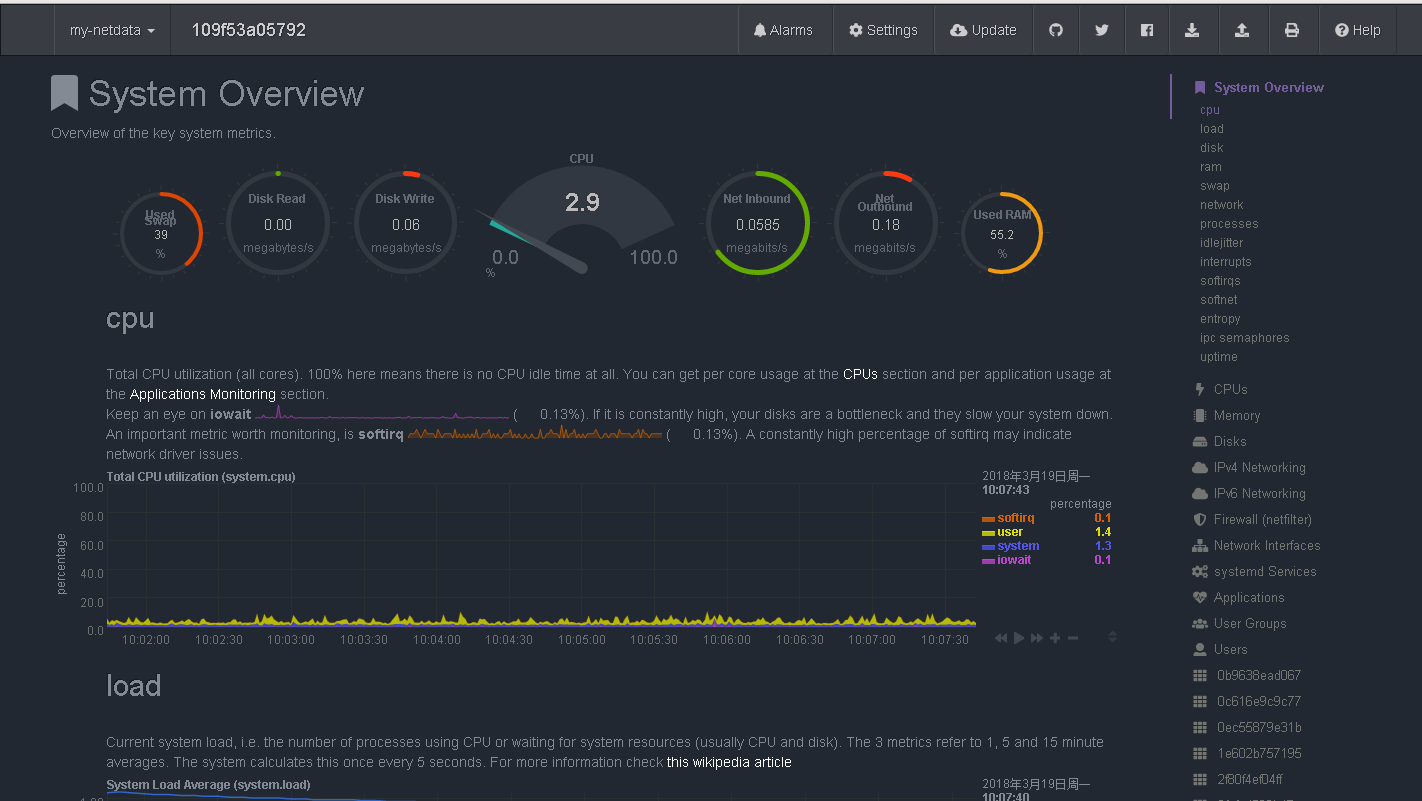 my-netdata
109f53a05792
Alarms
Settings
Update
Help
System Overview
Overview of the key system metrics.
Used Swap
39
%
Disk Read
0.00
megabytes/s
Disk Write
0.06
megabytes/s
CPU
2.9
0.0
100.0
%
Net Inbound
0.0585
megabits/s
Net
Outbound
0.18
megabits/s
Used RAM
55.2
%
cpu
Total CPU utilization (all cores). 100% here means there is no CPU idle time at all. You can get per core usage at the CPUs section and per application usage at
the Applications Monitoring section.
Keep an eye on iowait ( 0.13%). If it is constantly high, your disks are a bottleneck and they slow your system down.
An important metric worth monitoring, is softirq ( 0.13%). A constantly high percentage of softirq may indicate
network driver issues.
Total CPU utilization (system.cpu)
2018年3月19日周一
10:07:43
percentage
softirq 0.1
user 1.4
system 1.3
iowait 0.1
percentage
100.0
80.0
60.0
40.0
20.0
0.0
10:02:00 10:02:30 10:03:00 10:03:30 10:04:00 10:04:30 10:05:00 10:05:30 10:06:00 10:06:30 10:07:00 10:07:30
load
Current system load, i.e. the number of processes using CPU or waiting for system resources (usually CPU and disk). The 3 metrics refer to 1, 5 and 15 minute
averages. The system calculates this once every 5 seconds. For more information check this wikipedia article
System Load Average (system.load)
2018年3月19日周一
10:07:40
System Overview
cpu
load
disk
ram
swap
network
processes
idlejitter
interrupts
softirqs
softnet
entropy
ipc semaphores
uptime
CPUs
Memory
Disks
IPv4 Networking
IPv6 Networking
Firewall (netfilter)
Network Interfaces
systemd Services
Applications
User Groups
Users
0b9638ead067
0c616e9c9c77
0ec55879e31b
1e602b757195
2f80f4ef04ff